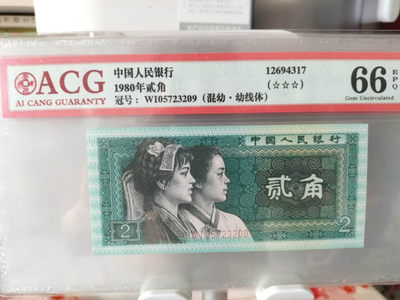 ACG
AI CANG GUARANTY
中国人民银行
1980年贰角
冠号：WI05723209（混幼·幼线体）
12694317
（☆☆☆）
66 EPQ
Gem Uncirculated
中国人民银行
贰角
WI05723209
2
2